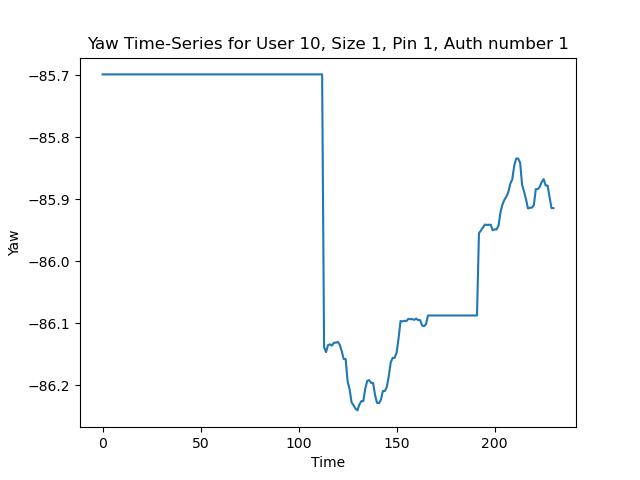 Yaw Time-Series for User 10, Size 1, Pin 1, Auth number 1
−85.7
−85.8
−85.9
−86.0
−86.1
−86.2
Yaw
0 50 100 150 200
Time